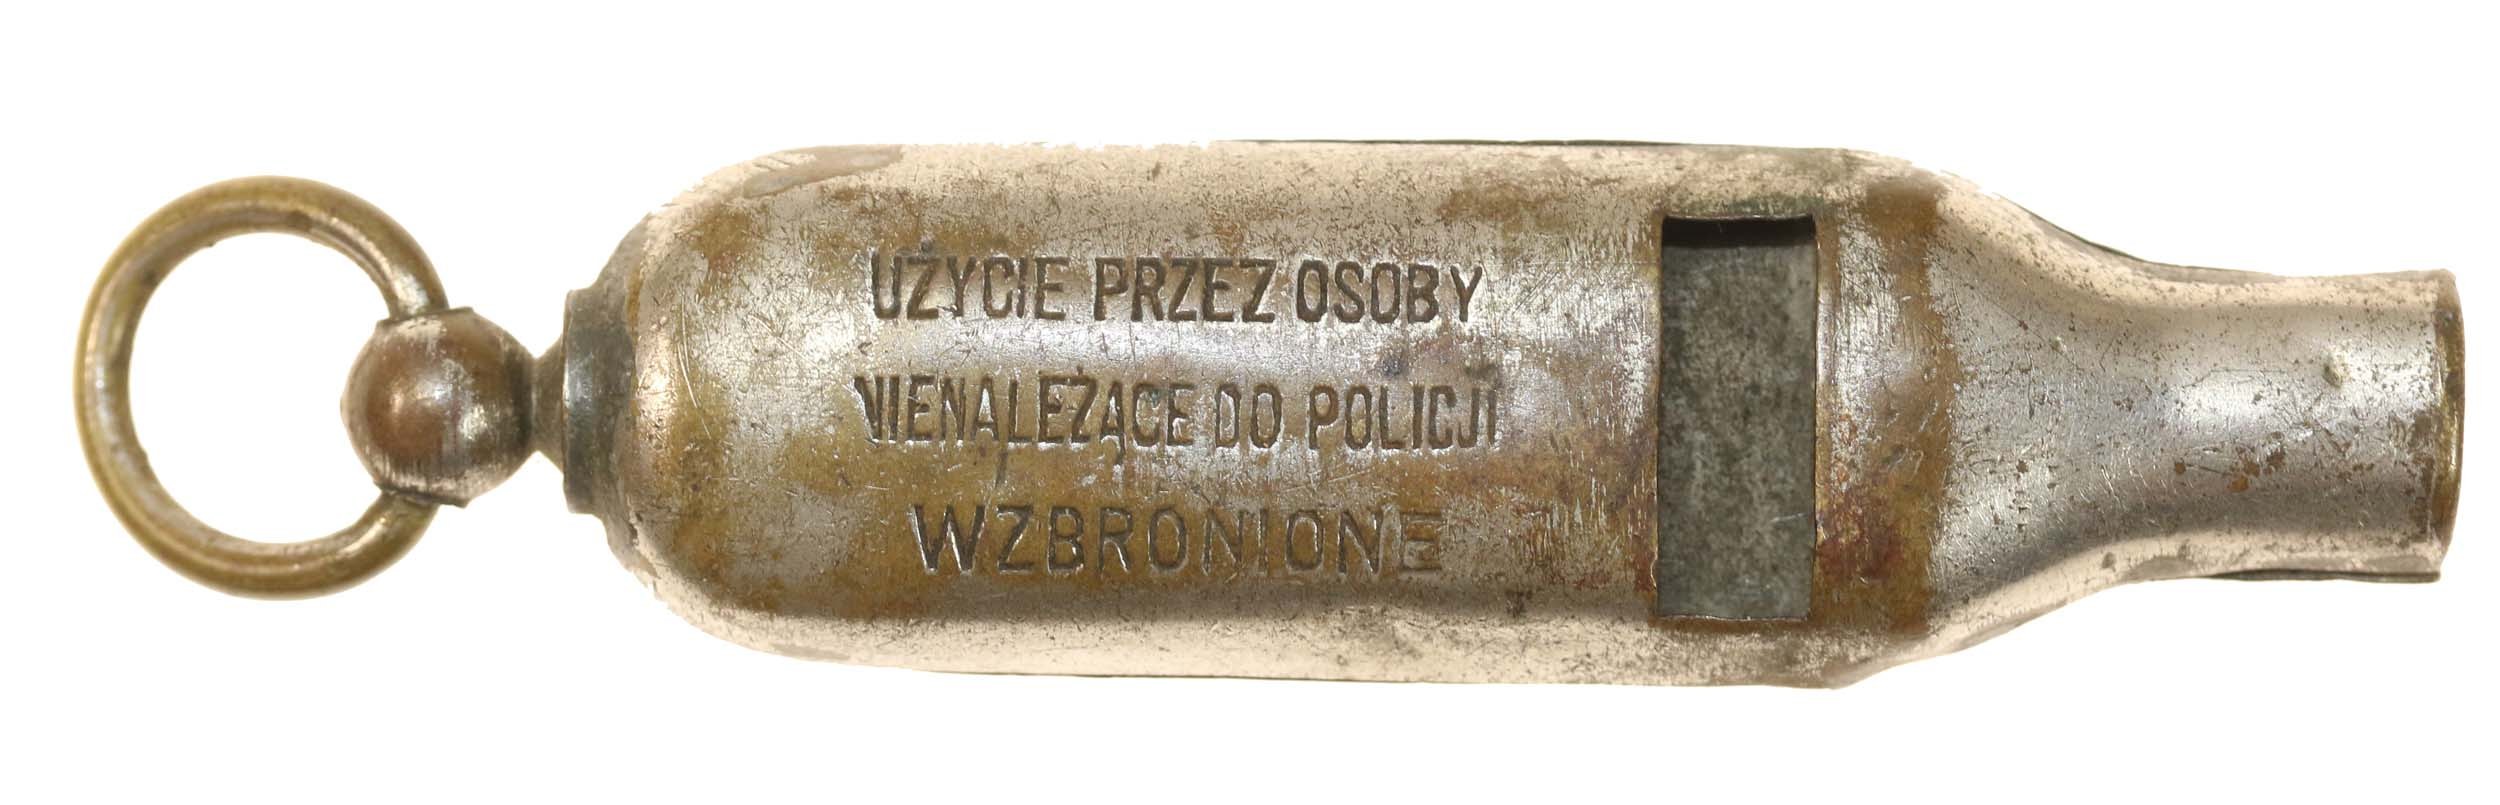 UŻYCIE PRZEZ OSOBY
NIENALEŻĄCE DO POLICJI
WZBRONIONE